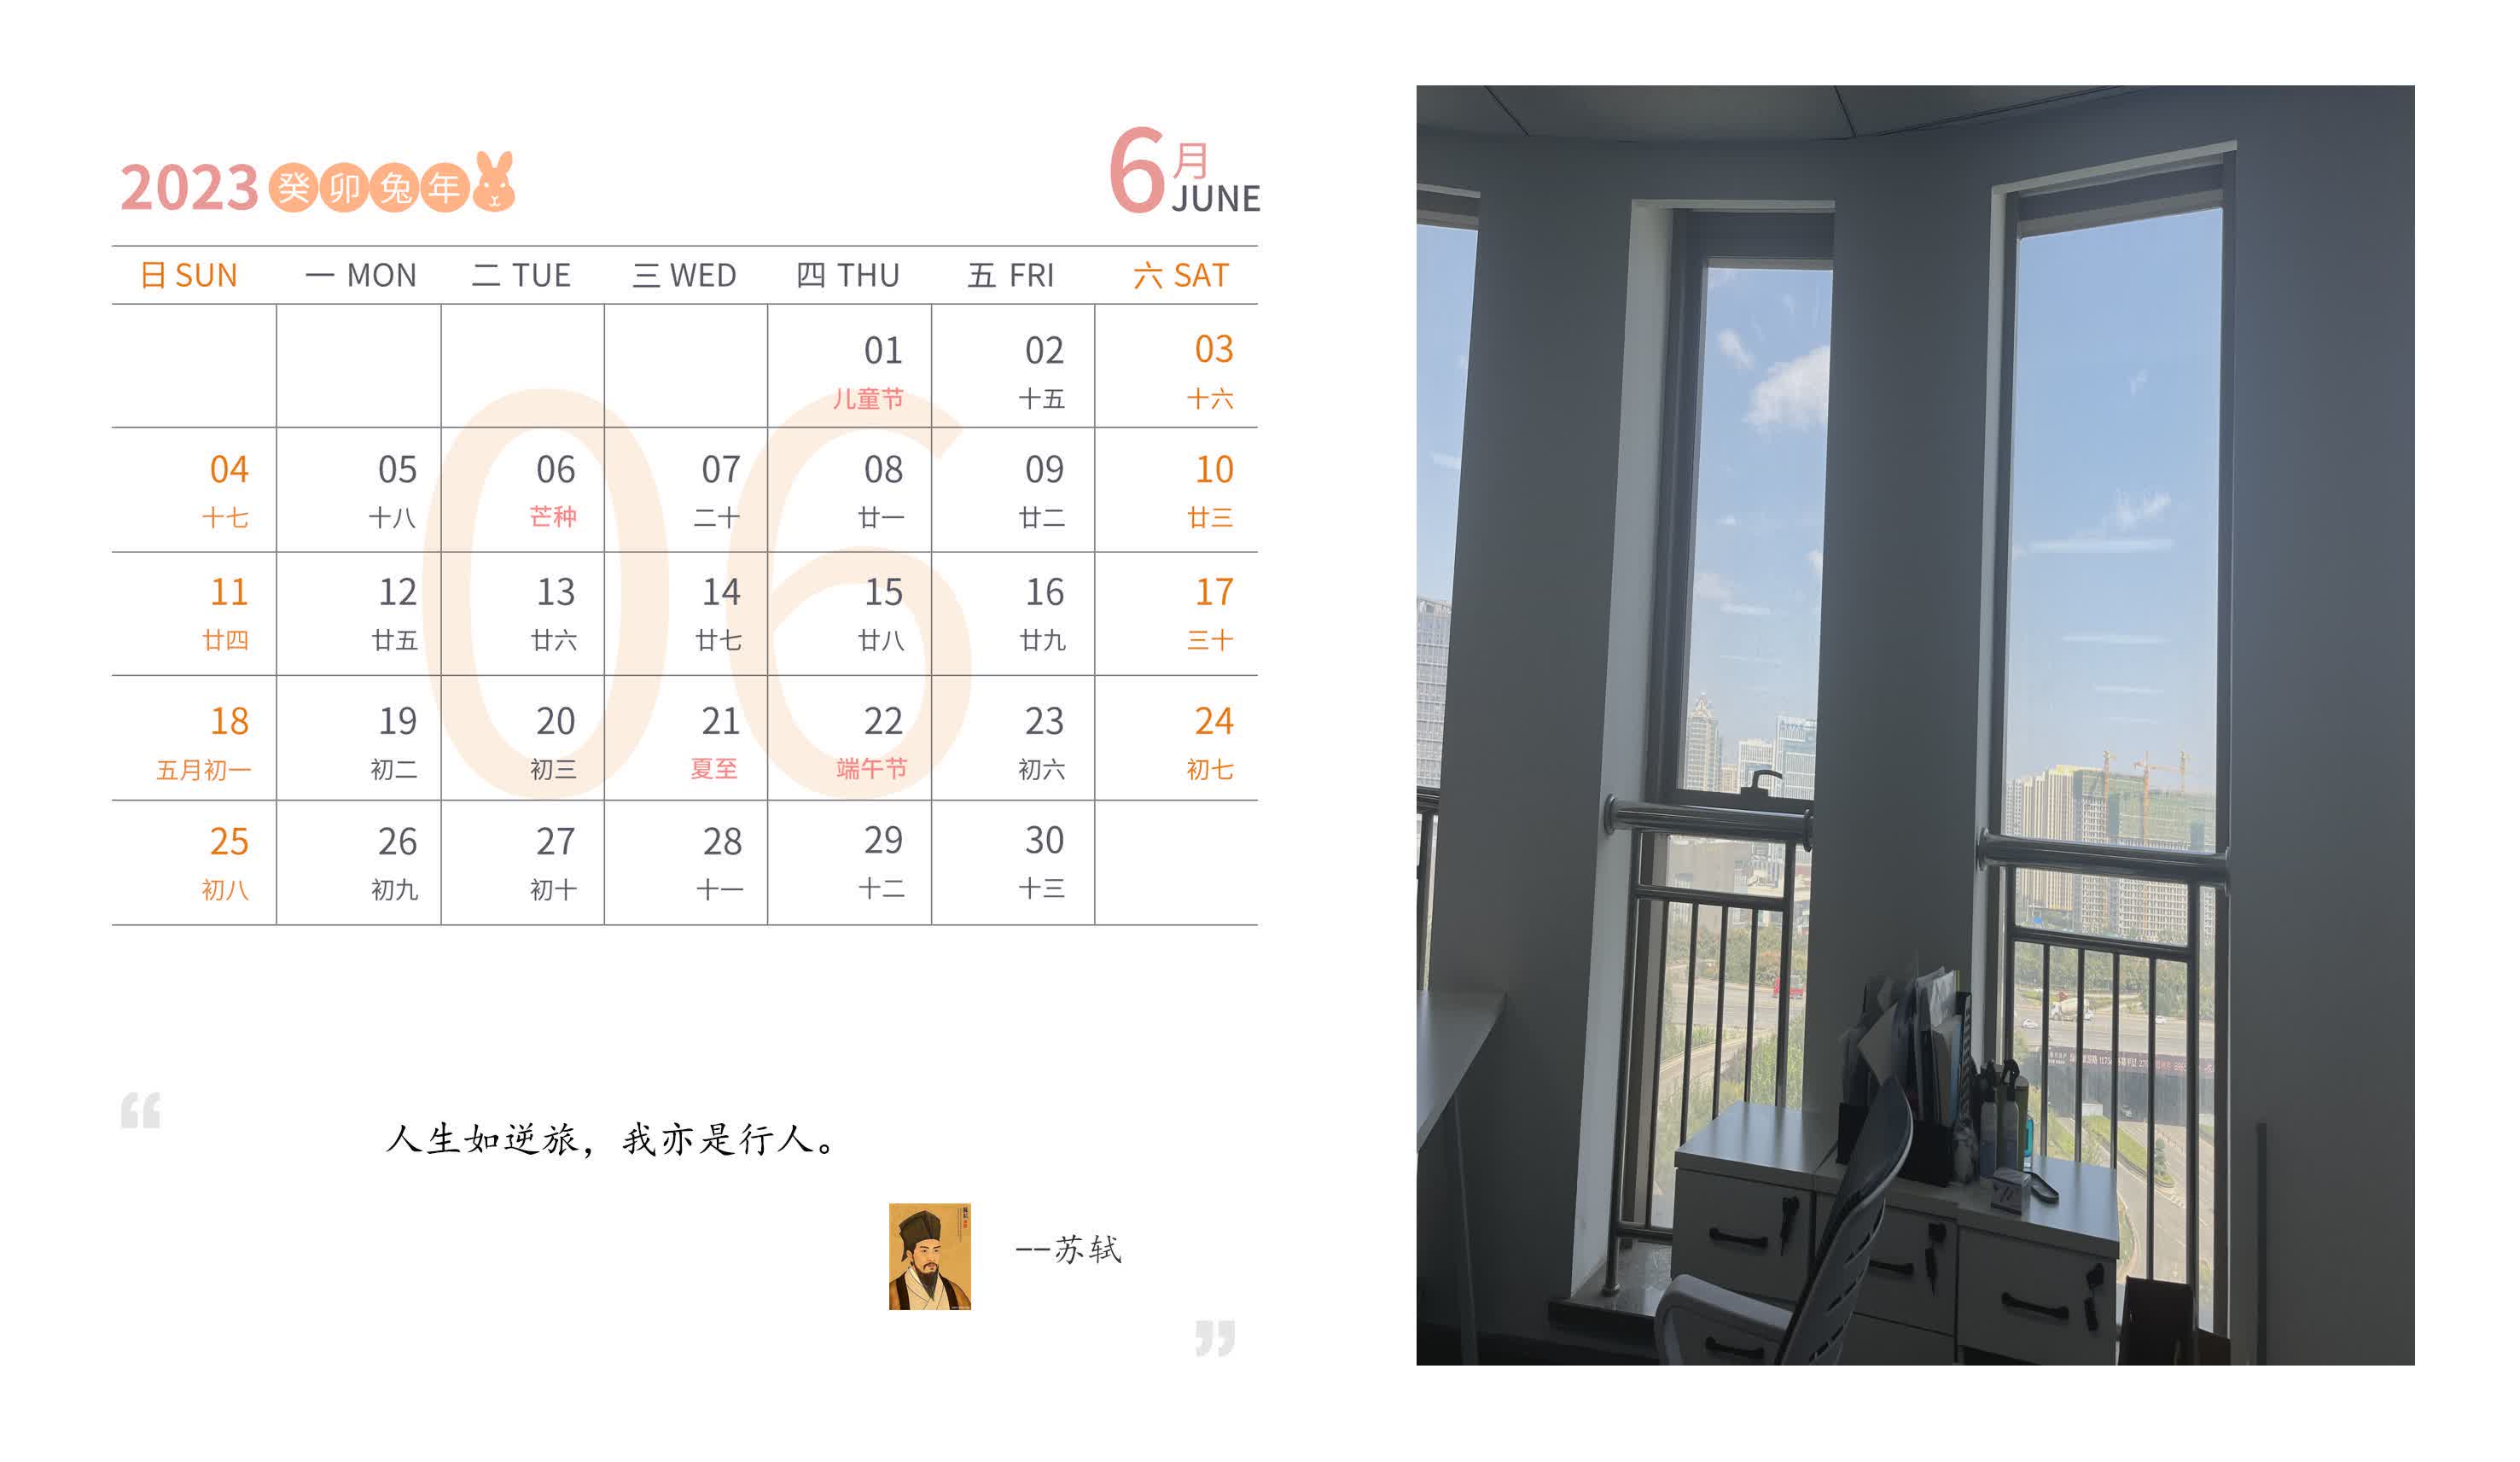 2023 癸卯兔年
6月
JUNE
日 SUN 一 MON 二 TUE 三 WED 四 THU 五 FRI 六 SAT
01 02 03
儿童节 十五 十六
04 05 06 07 08 09 10
十七 十八 芒种 二十 廿一 廿二 廿三
11 12 13 14 15 16 17
廿四 廿五 廿六 廿七 廿八 廿九 三十
18 19 20 21 22 23 24
五月初一 初二 初三 夏至 端午节 初六 初七
25 26 27 28 29 30
初八 初九 初十 十一 十二 十三
06
“
人生如逆旅，我亦是行人。
--苏轼
”